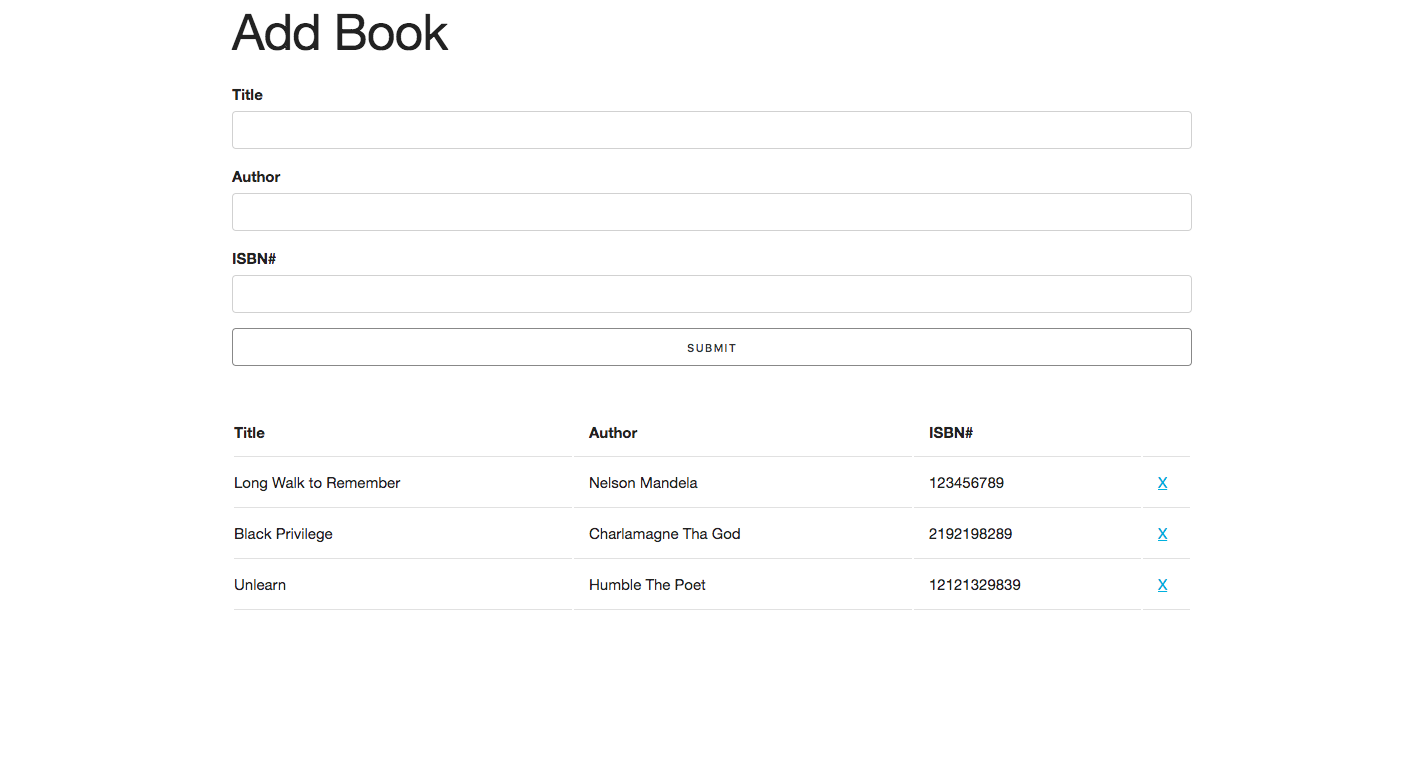 Add Book
Title
Author
ISBN#
SUBMIT
Title Author ISBN#
Long Walk to Remember Nelson Mandela 123456789 X
Black Privilege Charlamagne Tha God 2192198289 X
Unlearn Humble The Poet 12121329839 X